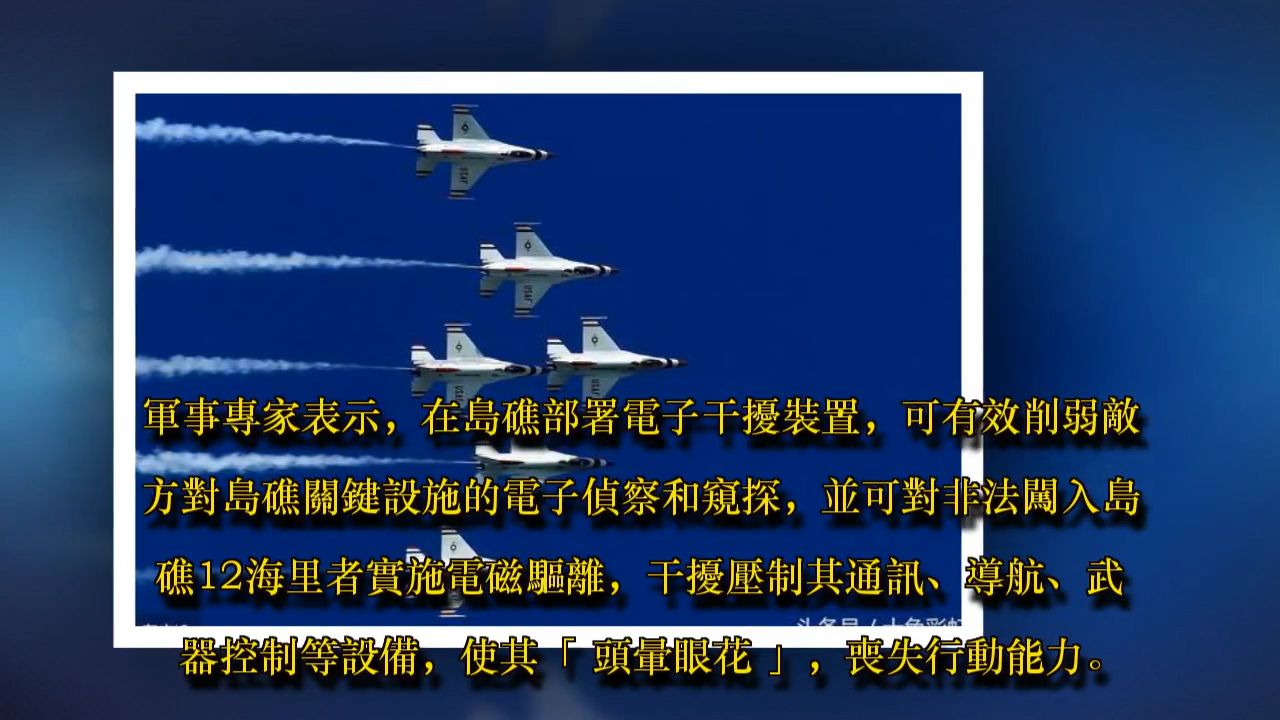 USAF
USAF
軍事專家表示，在島礁部署電子干擾裝置，可有效削弱敵
方對島礁關鍵設施的電子偵察和窺探，並可對非法闖入島
礁12海里者實施電磁驅離，干擾壓制其通訊、導航、武
器控制等設備，使其「 頭暈眼花 」，喪失行動能力。